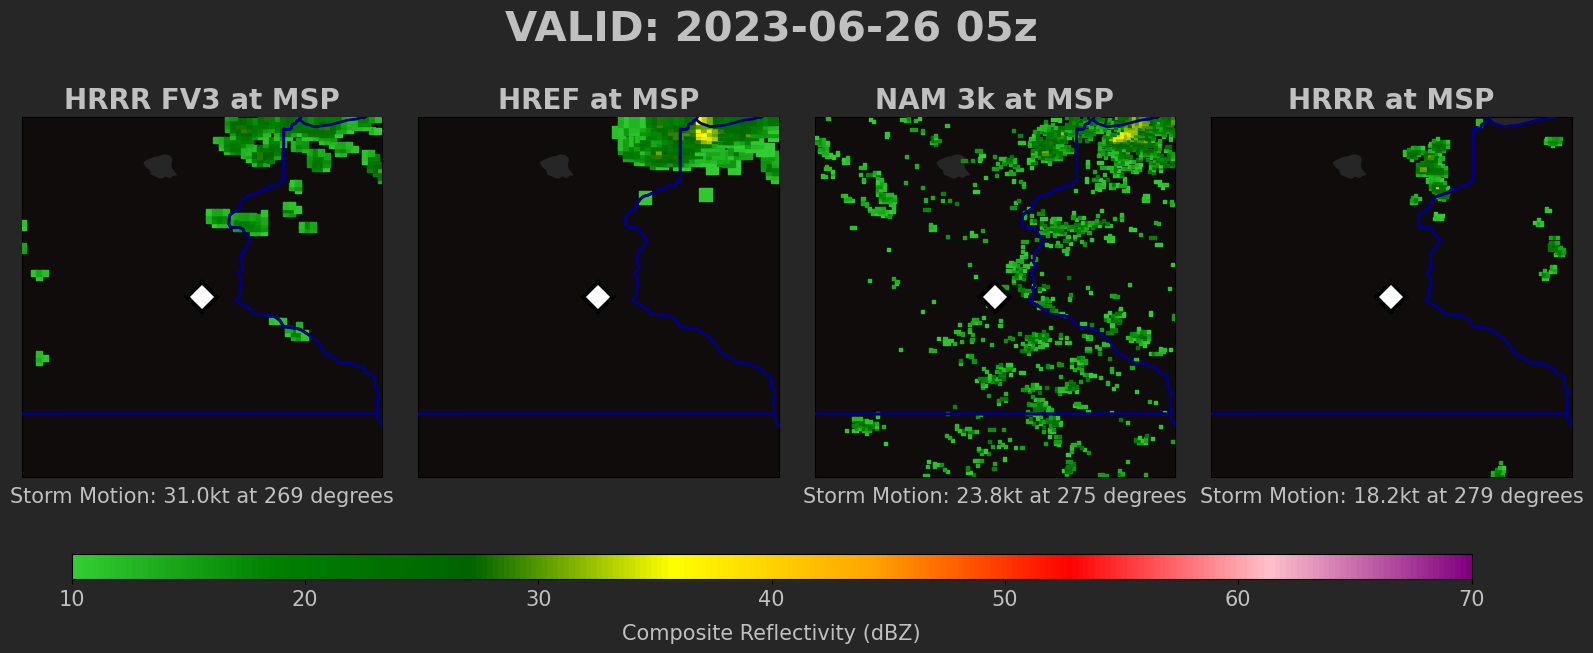 VALID: 2023-06-26 05z
HRRR FV3 at MSP
HREF at MSP
NAM 3k at MSP
HRRR at MSP
Storm Motion: 31.0kt at 269 degrees
Storm Motion: 23.8kt at 275 degrees
Storm Motion: 18.2kt at 279 degrees
10 20 30 40 50 60 70
Composite Reflectivity (dBZ)